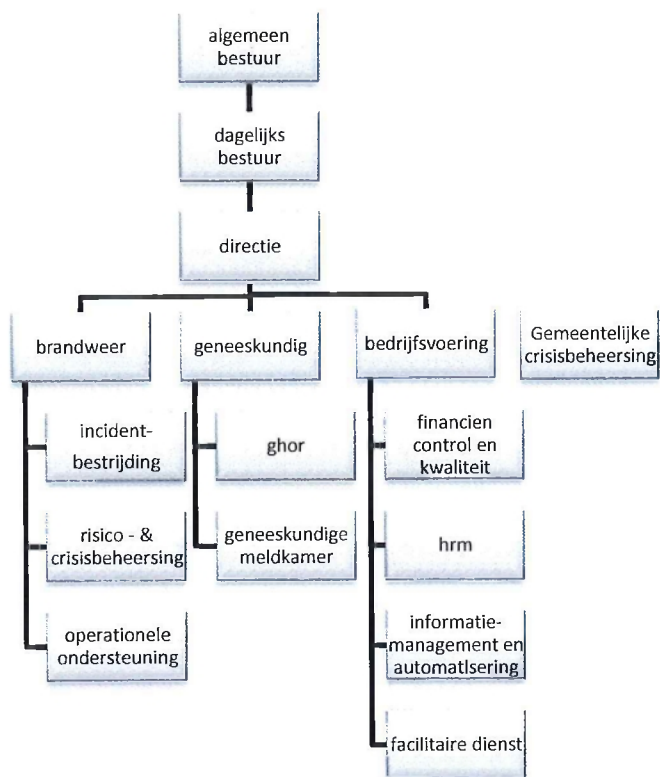 algemeen
bestuur
dagelijks
bestuur
directie
brandweer
geneeskundig
bedrijfsvoering
Gemeentelijke
crisisbeheersing
incident-
bestrijding
risico - &
crisisbeheersing
operationele
ondersteuning
ghor
geneeskundige
meldkamer
financien
control en
kwaliteit
hrm
informatie-
management en
automatisering
facilitaire dienst